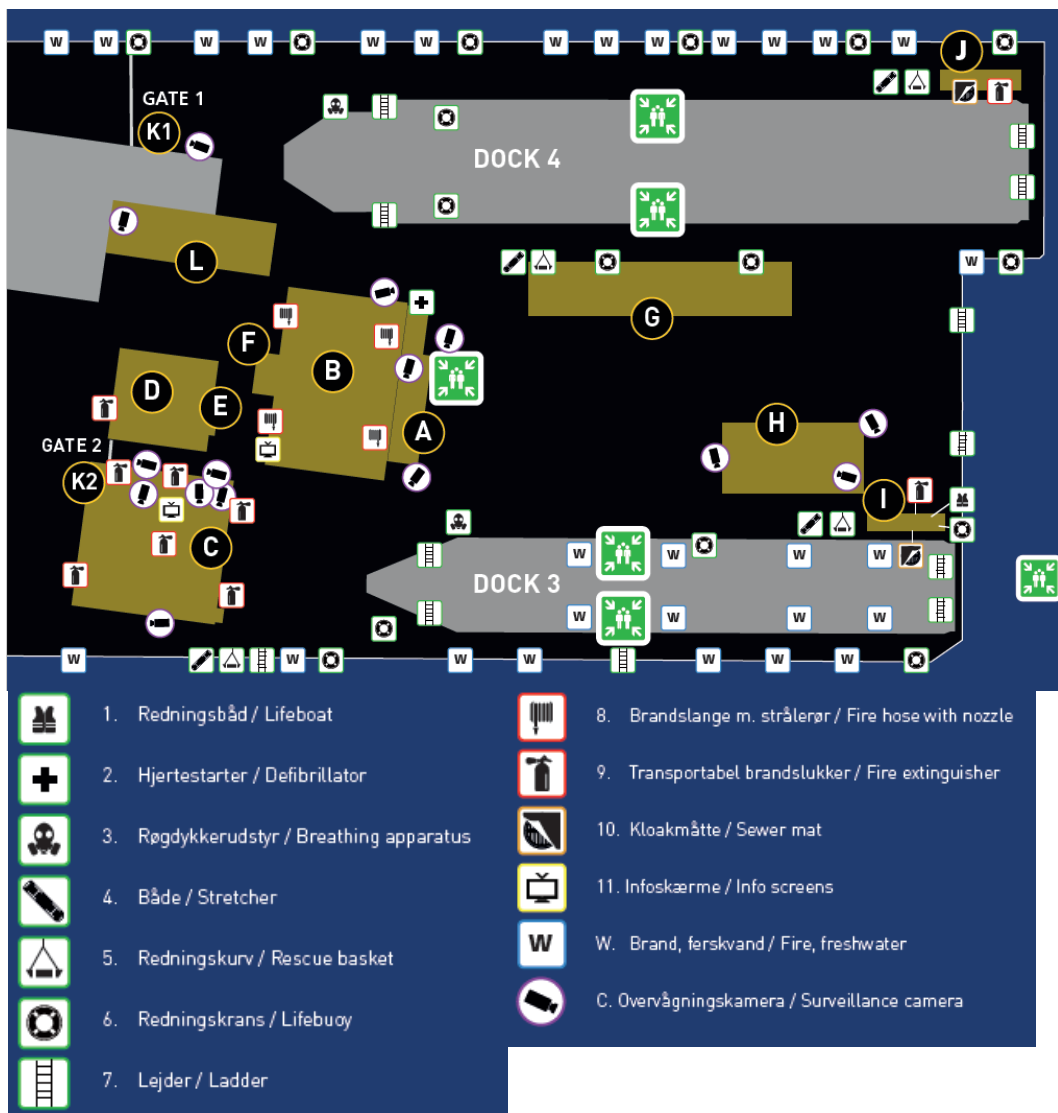 W W W W W W W W W W W W W W
J
GATE 1
K1
DOCK 4
L
W
G
F
B
D
E
A
H
GATE 2
K2
I
C
W W W W
DOCK 3
W W W W
W W W W W W W
1. Redningsbåd / Lifeboat
2. Hjertestarter / Defibrillator
3. Røgdykkerudstyr / Breathing apparatus
4. Både / Stretcher
5. Redningskurv / Rescue basket
6. Redningskrans / Lifebuoy
7. Lejder / Ladder
8. Brandslange m. strålerør / Fire hose with nozzle
9. Transportabel brandslukker / Fire extinguisher
10. Kloakmåtte / Sewer mat
11. Infoskærme / Info screens
W W. Brand, ferskvand / Fire, freshwater
C. Overvågningskamera / Surveillance camera